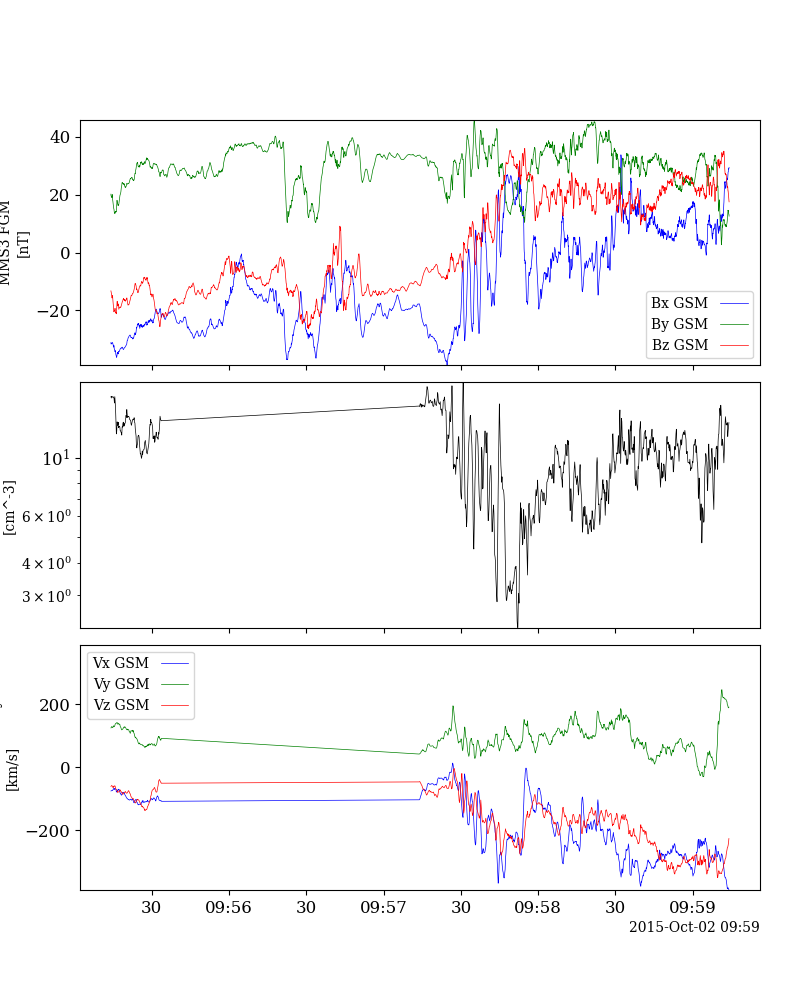 MMS3 FGM
[nT]
40
20
0
−20
Bx GSM
By GSM
Bz GSM
[cm^-3]
10¹
6 × 10⁰
4 × 10⁰
3 × 10⁰
Vx GSM
Vy GSM
Vz GSM
[km/s]
200
0
−200
30 09:56 30 09:57 30 09:58 30 09:59
2015-Oct-02 09:59